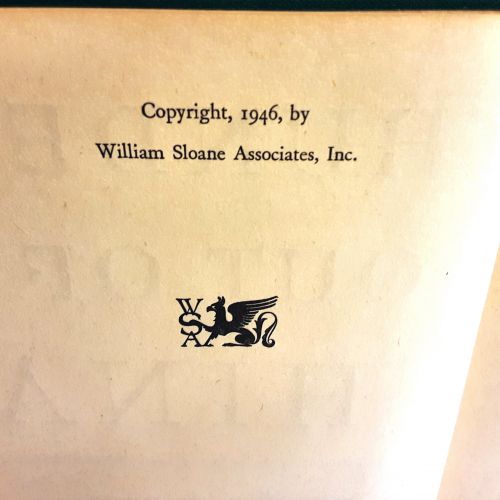 Copyright, 1946, by
William Sloane Associates, Inc.
WSA